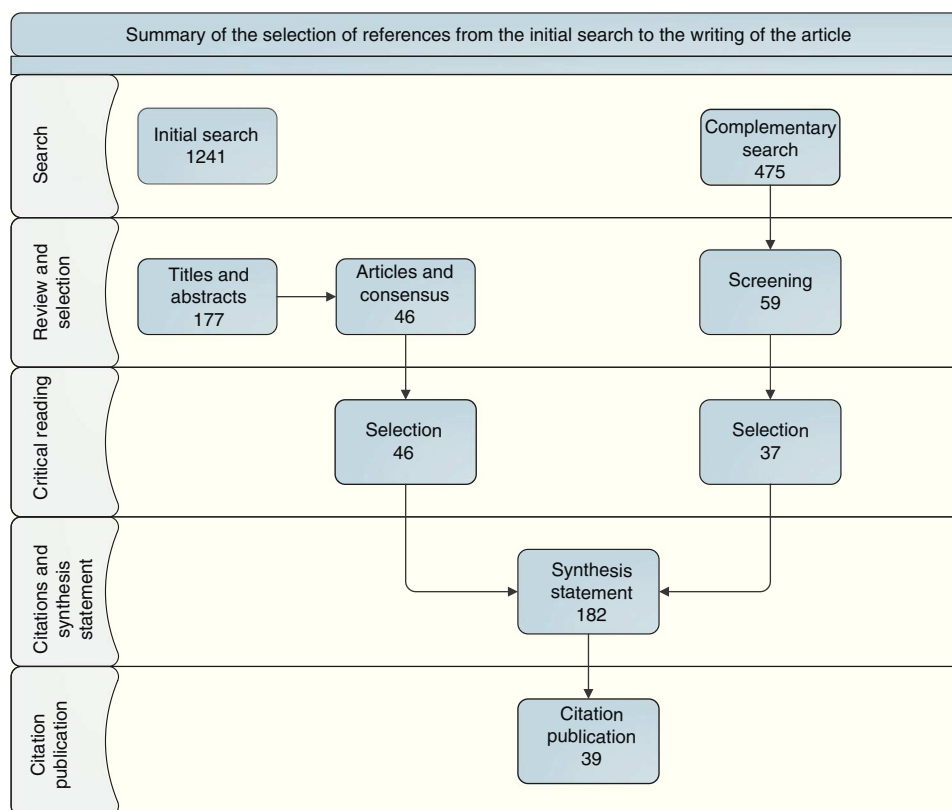 Summary of the selection of references from the initial search to the writing of the article
Search
Initial search
1241
Complementary
search
475
Review and
selection
Titles and
abstracts
177
Articles and
consensus
46
Screening
59
Critical reading
Selection
46
Selection
37
Citations and
synthesis
statement
Synthesis
statement
182
Citation
publication
Citation
publication
39